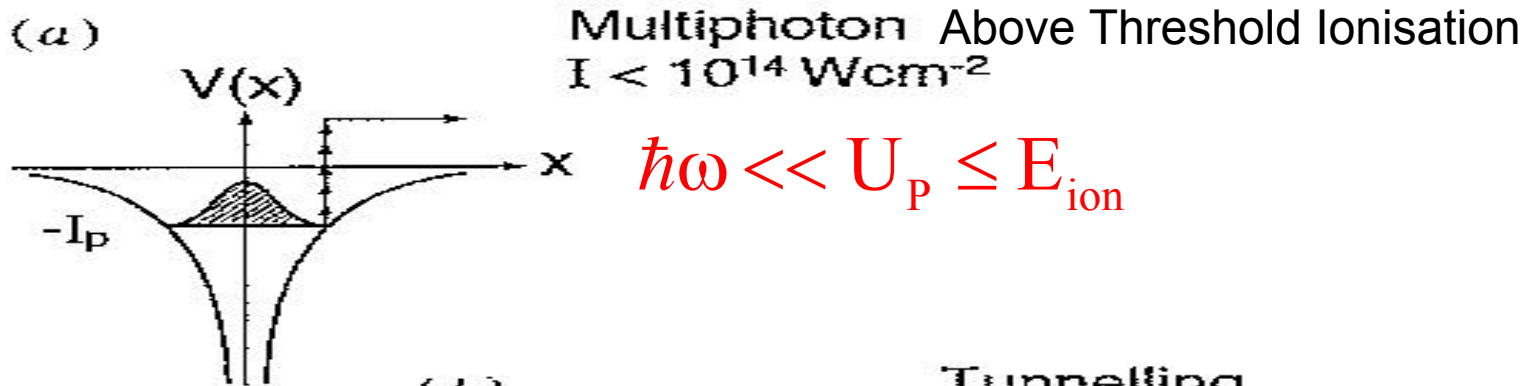 (a)
Multiphoton Above Threshold Ionisation
I < 10¹⁴ Wcm⁻²
V(x)
x
ħω << U_P ≤ E_ion
-I_P
Tunnelling